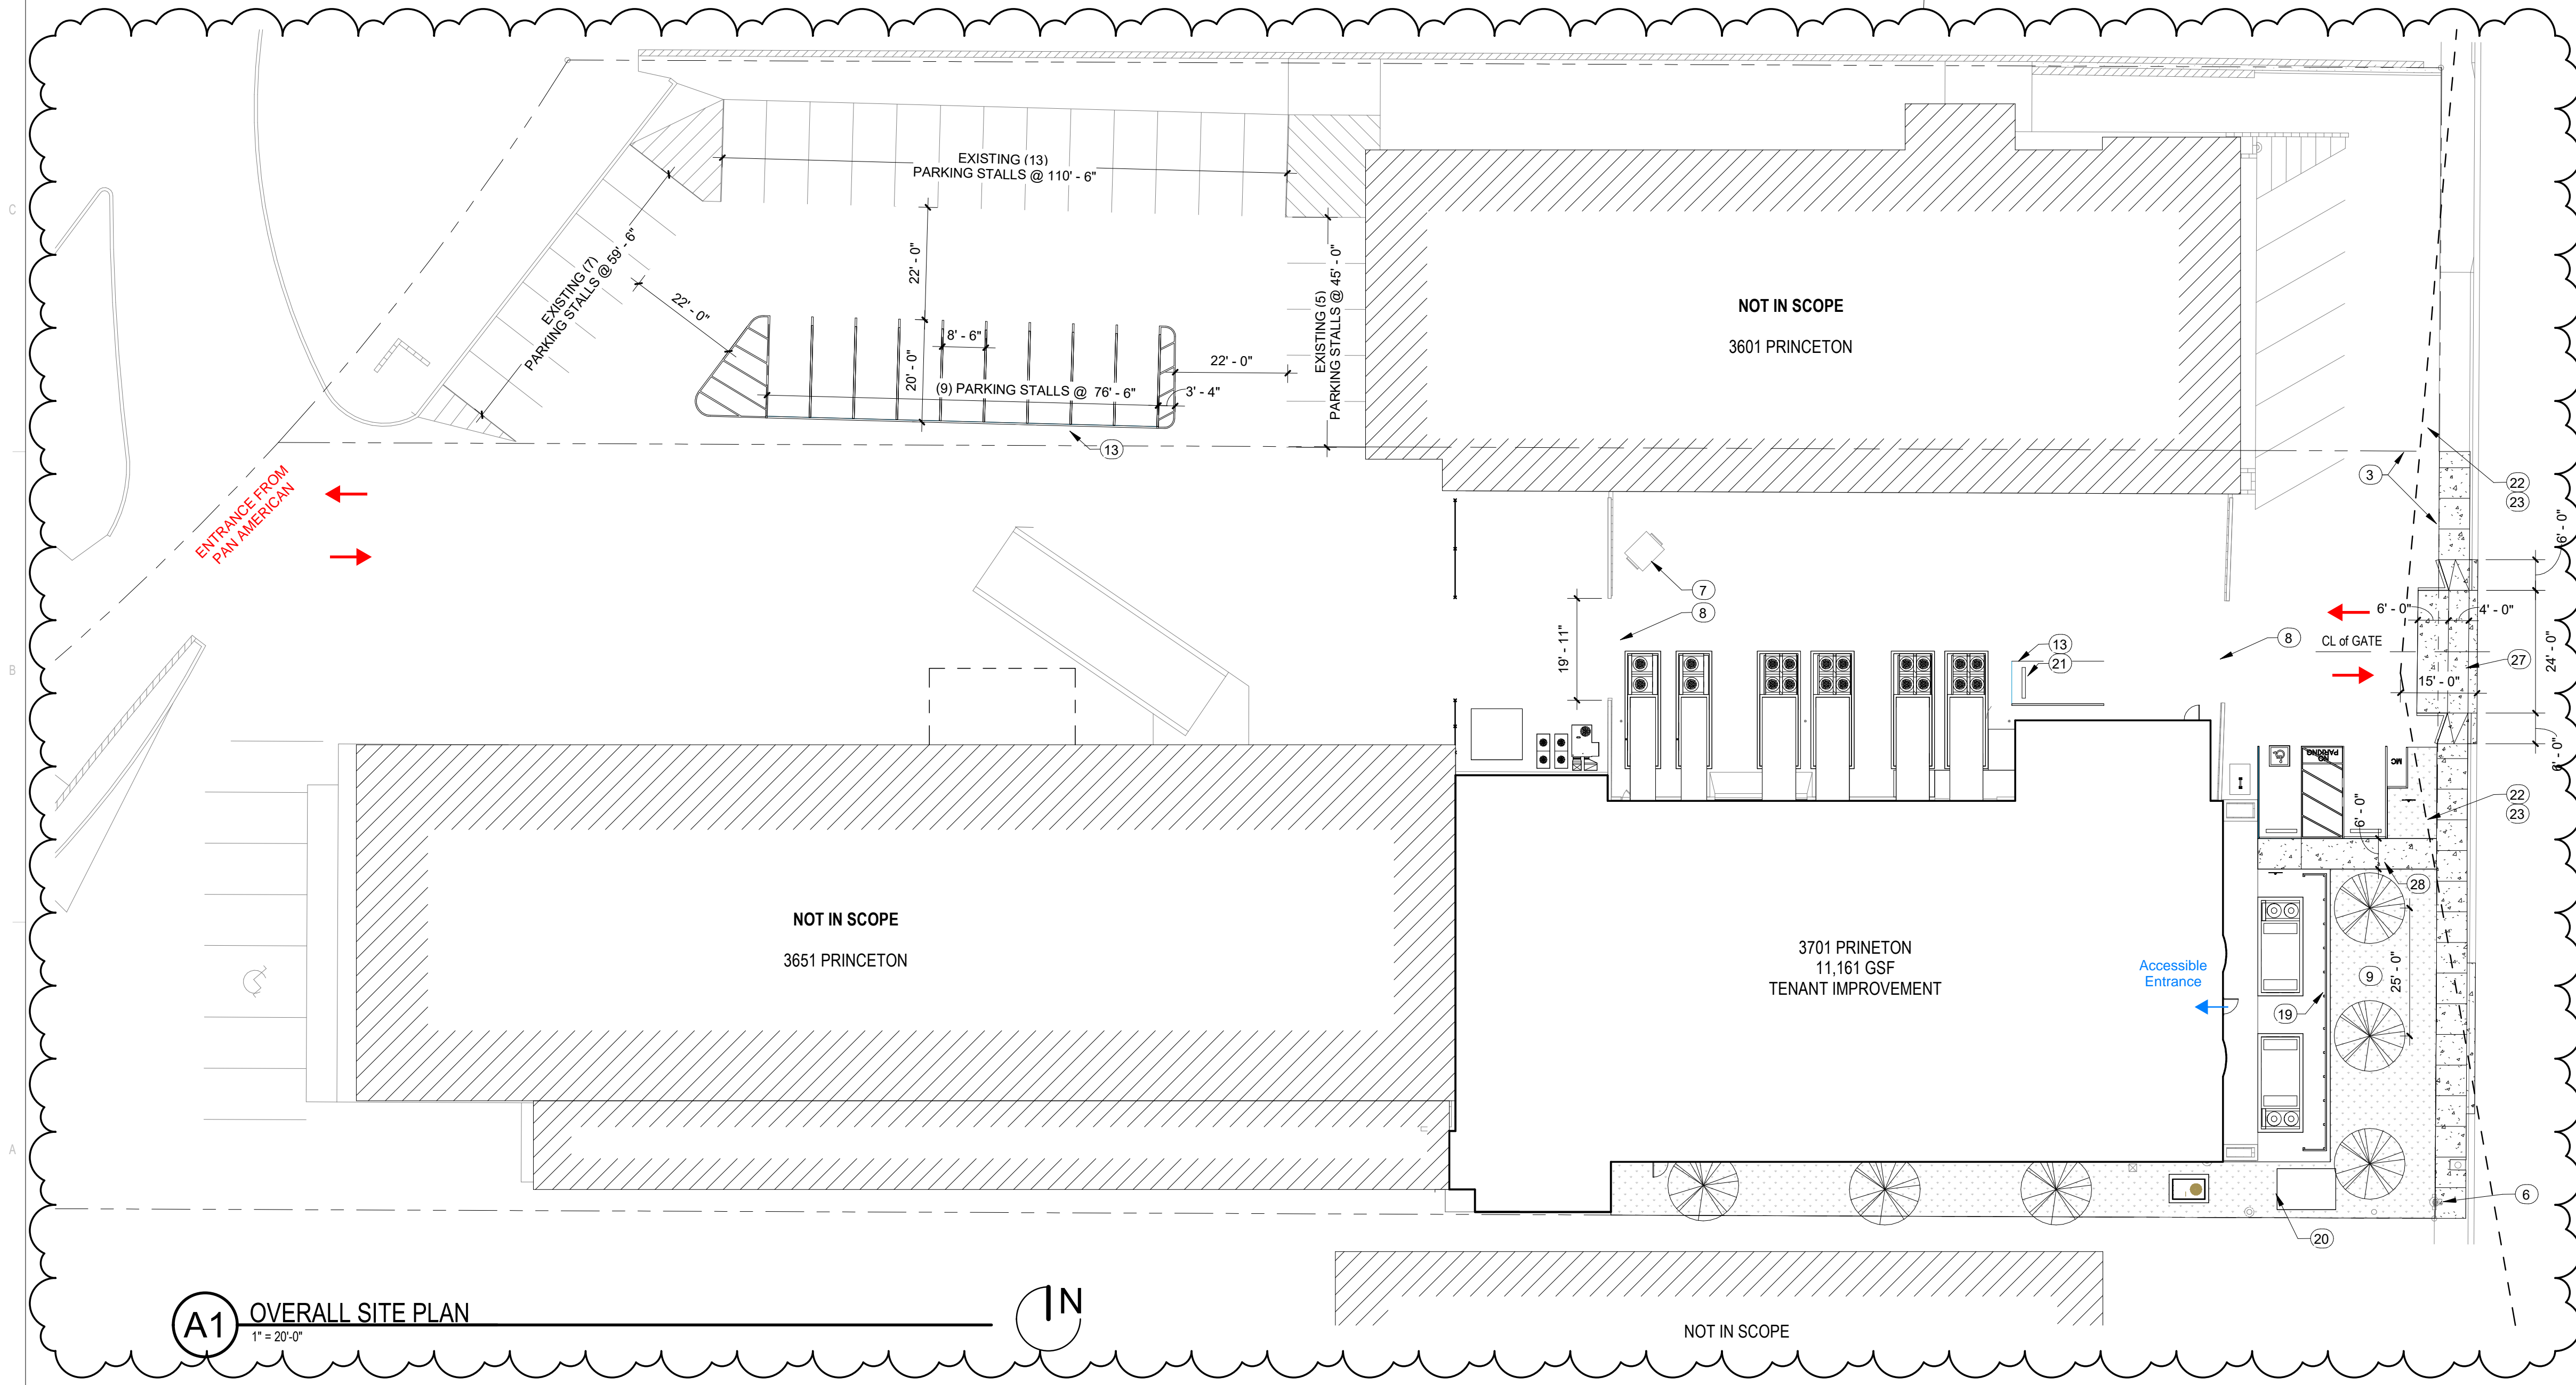 C
B
A
EXISTING (13)
PARKING STALLS @ 110' - 6"
EXISTING (7)
PARKING STALLS @ 59' - 6"
22' - 0"
22' - 0"
8' - 6"
20' - 0"
(9) PARKING STALLS @ 76' - 6"
3' - 4"
22' - 0"
EXISTING (5)
PARKING STALLS @ 45' - 0"
13
NOT IN SCOPE
3601 PRINCETON
3
22
23
ENTRANCE FROM
PAN AMERICAN
7
8
19' - 11"
13
21
8
6' - 0"
6' - 0"
4' - 0"
CL of GATE
24' - 0"
27
15' - 0"
6' - 0"
NO
PARKING
MC
22
23
6' - 0"
28
NOT IN SCOPE
3651 PRINCETON
3701 PRINETON
11,161 GSF
TENANT IMPROVEMENT
Accessible
Entrance
9
25' - 0"
19
6
20
A1
OVERALL SITE PLAN
1" = 20'-0"
N
NOT IN SCOPE